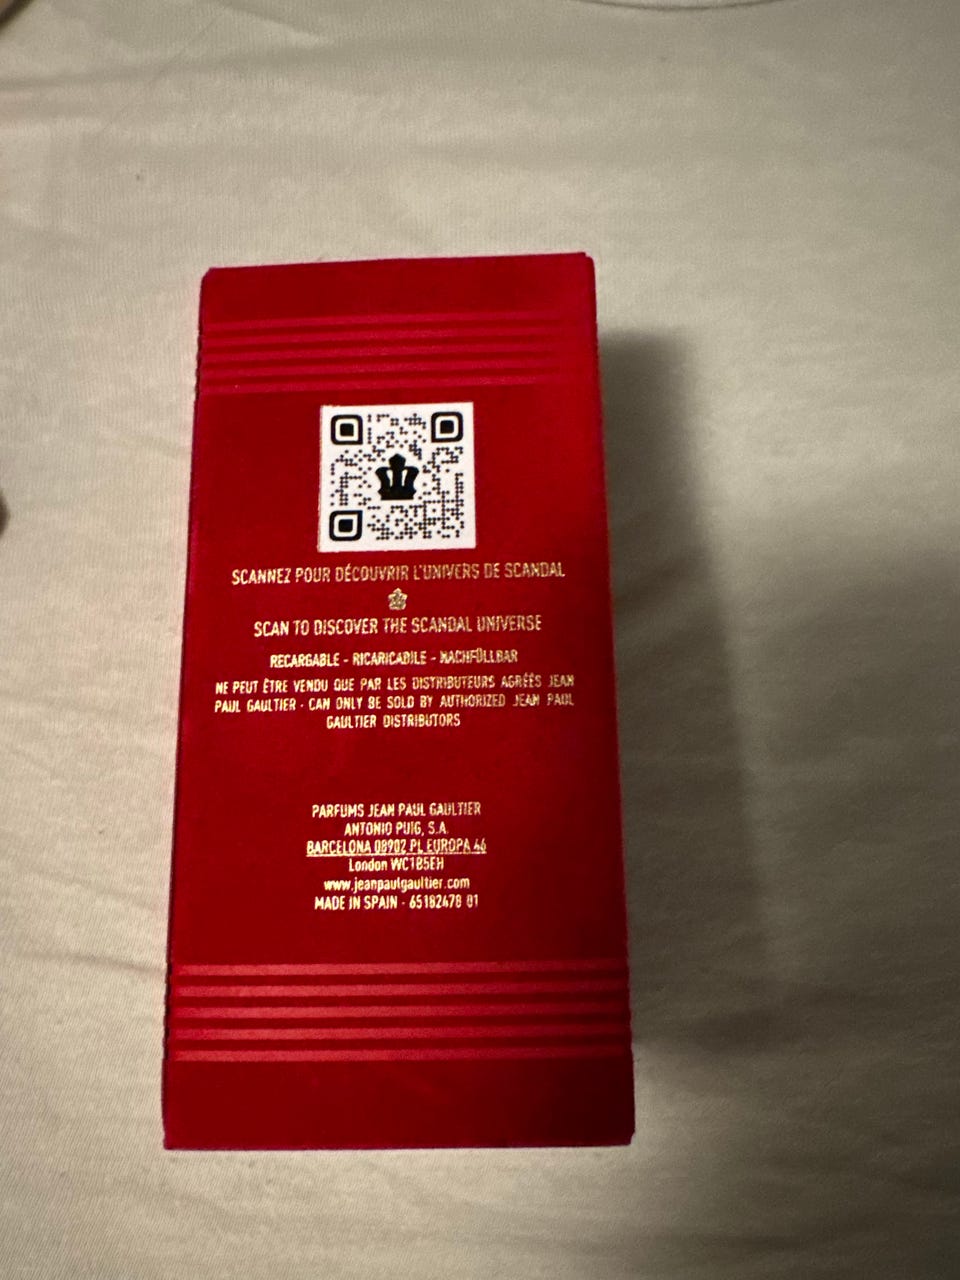 SCANNEZ POUR DÉCOUVRIR L'UNIVERS DE SCANDAL
SCAN TO DISCOVER THE SCANDAL UNIVERSE
RECARGABLE - RICARICABILE - NACHFÜLLBAR
NE PEUT ÊTRE VENDU QUE PAR LES DISTRIBUTEURS AGRÉÉS JEAN
PAUL GAULTIER - CAN ONLY BE SOLD BY AUTHORIZED JEAN PAUL
GAULTIER DISTRIBUTORS
PARFUMS JEAN PAUL GAULTIER
ANTONIO PUIG, S.A.
BARCELONA 08902 PL EUROPA 46
London WC1B5EH
www.jeanpaulgaultier.com
MADE IN SPAIN - 65182478 01